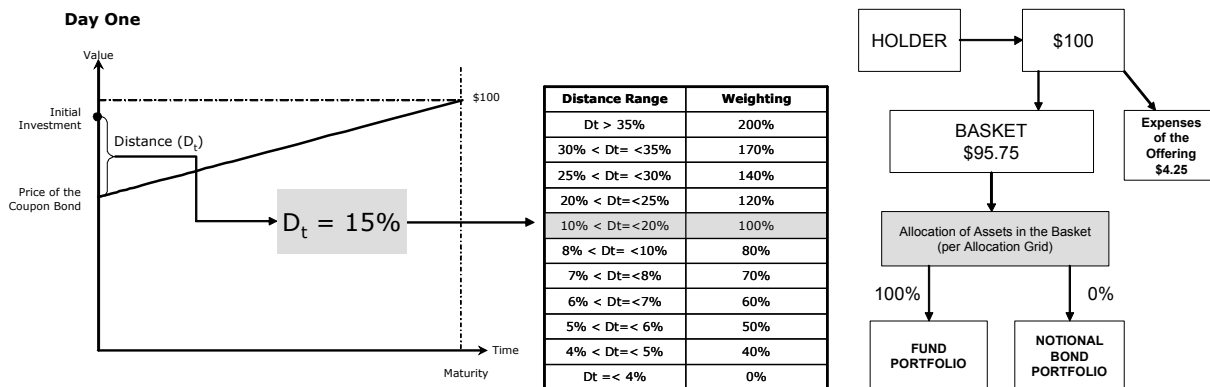 Day One
Value
$100
Initial
Investment
Distance (Dt)
Price of the
Coupon Bond
Dt = 15%
Time
Maturity
Distance Range Weighting
Dt > 35% 200%
30% < Dt= <35% 170%
25% < Dt= <30% 140%
20% < Dt=<25% 120%
10% < Dt=<20% 100%
8% < Dt= <10% 80%
7% < Dt=<8% 70%
6% < Dt=<7% 60%
5% < Dt=< 6% 50%
4% < Dt=< 5% 40%
Dt =< 4% 0%
HOLDER
$100
BASKET
$95.75
Expenses
of the
Offering
$4.25
Allocation of Assets in the Basket
(per Allocation Grid)
100%
0%
FUND
PORTFOLIO
NOTIONAL
BOND
PORTFOLIO